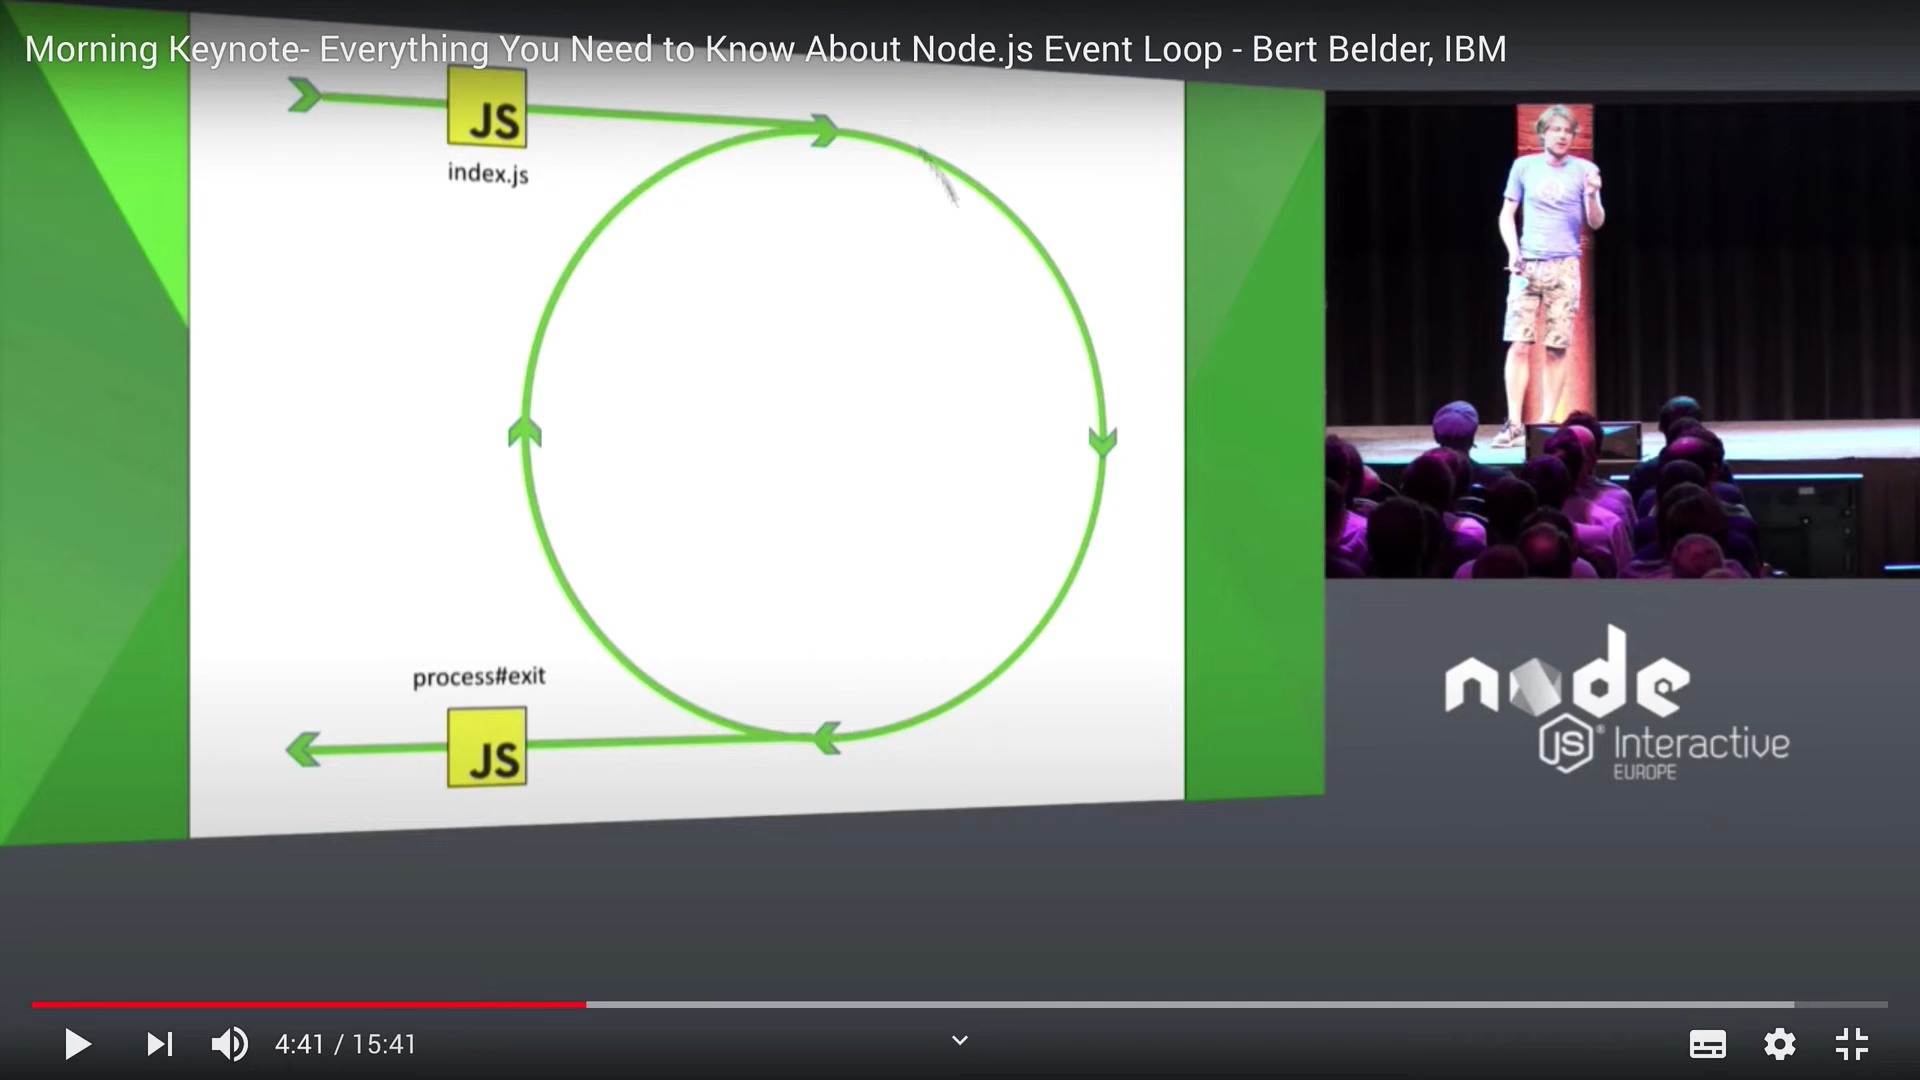 Morning Keynote- Everything You Need to Know About Node.js Event Loop - Bert Belder, IBM
JS
index.js
process#exit
JS
node
JS® Interactive
EUROPE
4:41 / 15:41